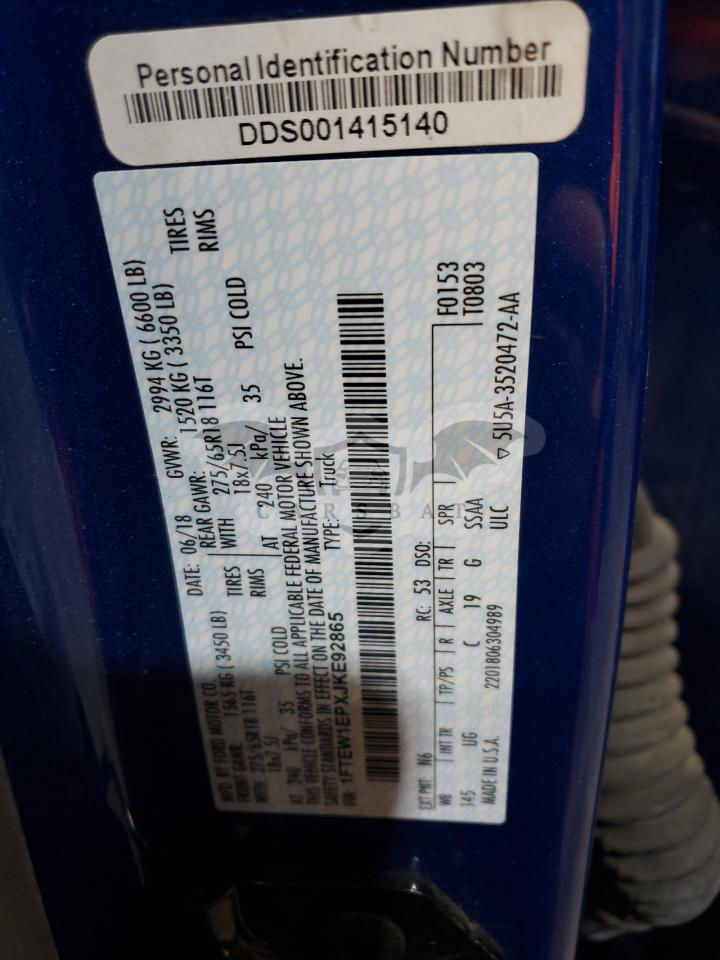 Personal Identification Number
DDS001415140
MFD BY FORD MOTOR CO.
DATE: 06/18 GVWR: 2994 KG ( 6600 LB)
FRONT GAWR: 1565 KG (3450 LB) REAR GAWR: 1520 KG ( 3350 LB)
WITH 275/65R18 116T TIRES WITH 275/65R18 116T TIRES
18x7.5J RIMS 18x7.5J RIMS
AT 240 kPa/ 35 PSI COLD AT 240 kPa/ 35 PSI COLD
THIS VEHICLE CONFORMS TO ALL APPLICABLE FEDERAL MOTOR VEHICLE
SAFETY STANDARDS IN EFFECT ON THE DATE OF MANUFACTURE SHOWN ABOVE.
VIN: 1FTEW1EPXJKE92865 TYPE: Truck
EXT PNT: N6 RC: 53 DSO: F0153
WB INT TR TP/PS R AXLE TR SPR T0803
145 UG C 19 G SSAA
MADE IN U.S.A. 2201806304989 ULC
5U5A-3520472-AA